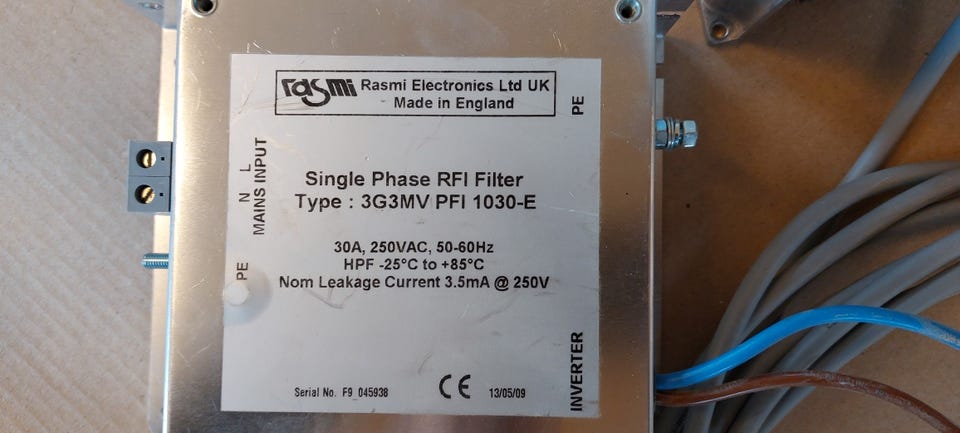 rasmi Rasmi Electronics Ltd UK
Made in England
PE
N L
MAINS INPUT
Single Phase RFI Filter
Type : 3G3MV PFI 1030-E
30A, 250VAC, 50-60Hz
HPF -25°C to +85°C
Nom Leakage Current 3.5mA @ 250V
PE
INVERTER
Serial No. F9_045938
CE
13/05/09